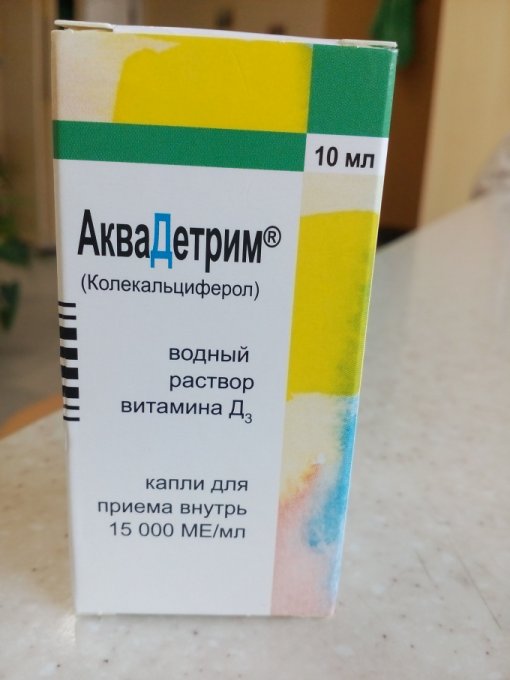 10 мл
АкваДетрим®
(Колекальциферол)
водный
раствор
витамина Д₃
капли для
приема внутрь
15 000 МЕ/мл